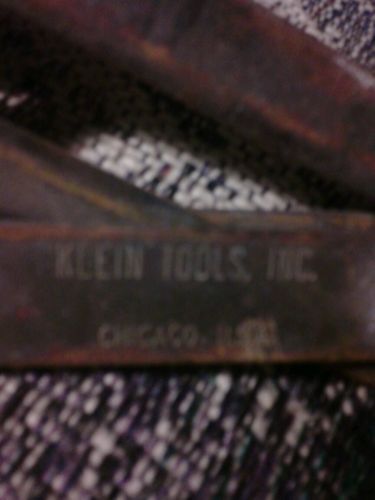 KLEIN TOOLS, INC.
CHICAGO, U.S.A.